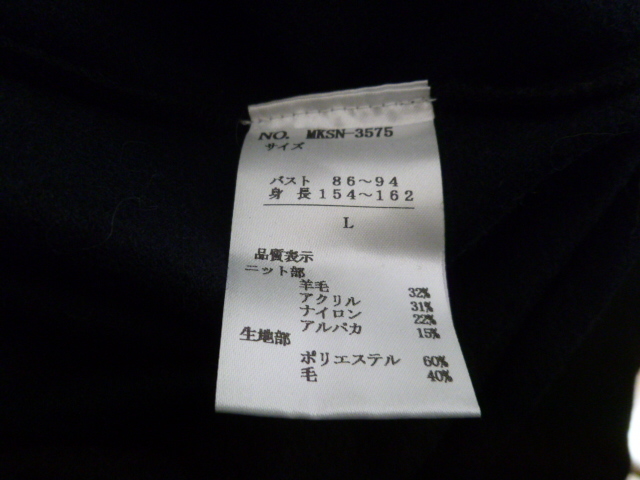 NO. MKSN-3575
サイズ
バスト 86～94
身長 154～162
L
品質表示
ニット部
羊毛 32%
アクリル 31%
ナイロン 22%
アルパカ 15%
生地部
ポリエステル 60%
毛 40%